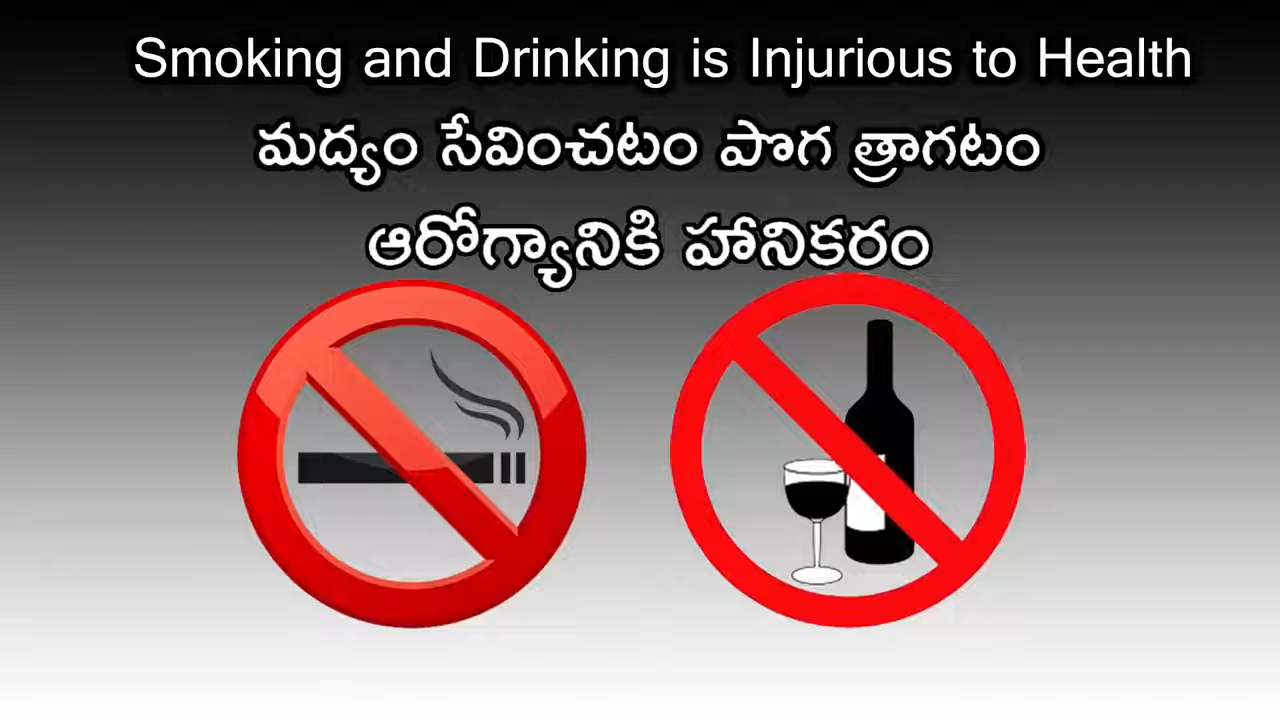 Smoking and Drinking is Injurious to Health
మద్యం సేవించటం పొగ త్రాగటం
ఆరోగ్యానికి హానికరం